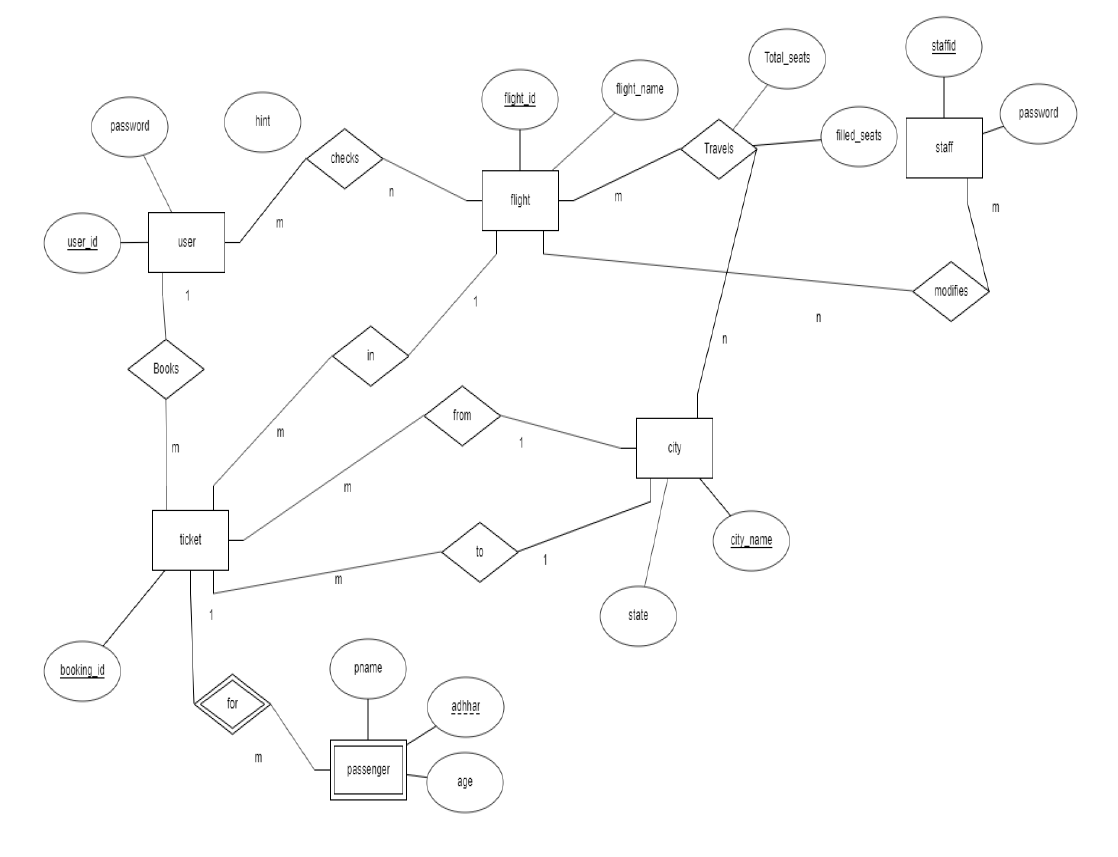 staffid
Total_seats
flight_name
flight_id
password
hint
password
filled_seats
staff
Travels
checks
n
flight
m
m
m
user_id
user
1
modifies
1
n
in
n
Books
from
m
1
m
city
m
ticket
to
city_name
1
m
1
state
booking_id
pname
for
adhhar
m
passenger
age